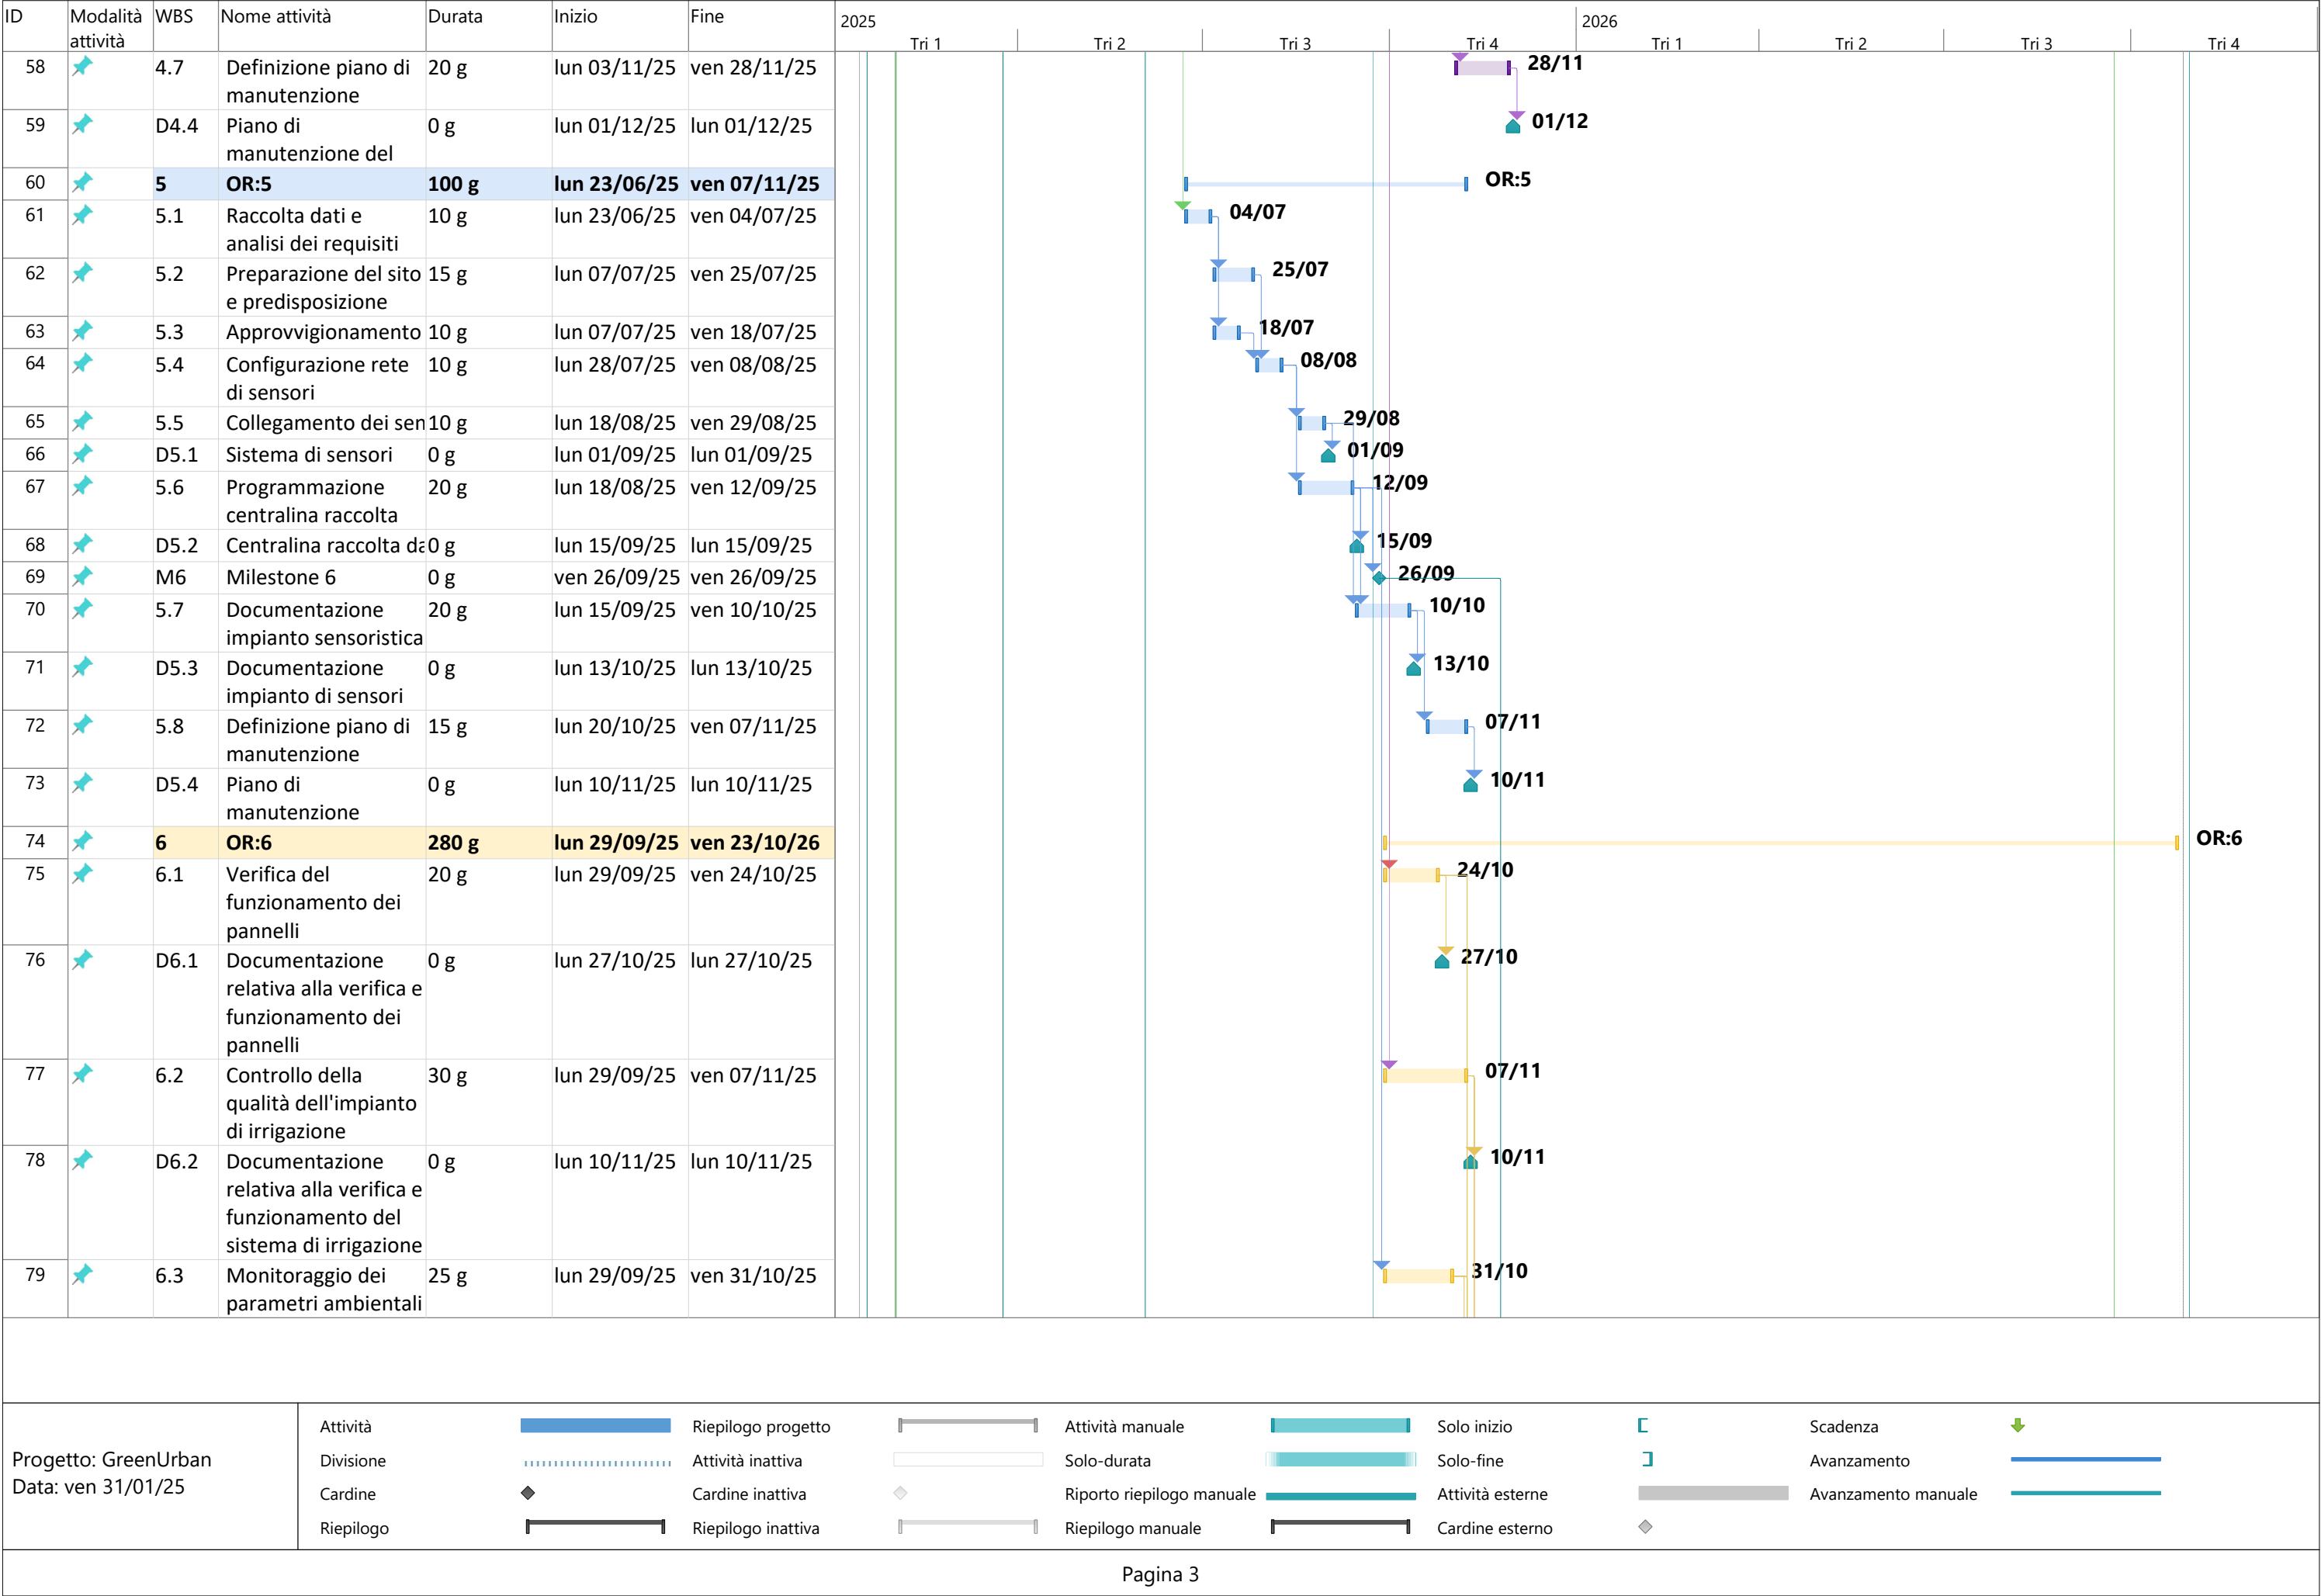 ID Modalità WBS Nome attività Durata Inizio Fine
attività
2025 2026
Tri 1 Tri 2 Tri 3 Tri 4 Tri 1 Tri 2 Tri 3 Tri 4
58 4.7 Definizione piano di 20 g lun 03/11/25 ven 28/11/25 28/11
manutenzione
59 D4.4 Piano di 0 g lun 01/12/25 lun 01/12/25 01/12
manutenzione del
60 5 OR:5 100 g lun 23/06/25 ven 07/11/25 OR:5
61 5.1 Raccolta dati e 10 g lun 23/06/25 ven 04/07/25 04/07
analisi dei requisiti
62 5.2 Preparazione del sito 15 g lun 07/07/25 ven 25/07/25 25/07
e predisposizione
63 5.3 Approvvigionamento 10 g lun 07/07/25 ven 18/07/25 18/07
64 5.4 Configurazione rete 10 g lun 28/07/25 ven 08/08/25 08/08
di sensori
65 5.5 Collegamento dei sen 10 g lun 18/08/25 ven 29/08/25 29/08
66 D5.1 Sistema di sensori 0 g lun 01/09/25 lun 01/09/25 01/09
67 5.6 Programmazione 20 g lun 18/08/25 ven 12/09/25 12/09
centralina raccolta
68 D5.2 Centralina raccolta da 0 g lun 15/09/25 lun 15/09/25 15/09
69 M6 Milestone 6 0 g ven 26/09/25 ven 26/09/25 26/09
70 5.7 Documentazione 20 g lun 15/09/25 ven 10/10/25 10/10
impianto sensoristica
71 D5.3 Documentazione 0 g lun 13/10/25 lun 13/10/25 13/10
impianto di sensori
72 5.8 Definizione piano di 15 g lun 20/10/25 ven 07/11/25 07/11
manutenzione
73 D5.4 Piano di 0 g lun 10/11/25 lun 10/11/25 10/11
manutenzione
74 6 OR:6 280 g lun 29/09/25 ven 23/10/26 OR:6
75 6.1 Verifica del 20 g lun 29/09/25 ven 24/10/25 24/10
funzionamento dei
pannelli
76 D6.1 Documentazione 0 g lun 27/10/25 lun 27/10/25 27/10
relativa alla verifica e
funzionamento dei
pannelli
77 6.2 Controllo della 30 g lun 29/09/25 ven 07/11/25 07/11
qualità dell'impianto
di irrigazione
78 D6.2 Documentazione 0 g lun 10/11/25 lun 10/11/25 10/11
relativa alla verifica e
funzionamento del
sistema di irrigazione
79 6.3 Monitoraggio dei 25 g lun 29/09/25 ven 31/10/25 31/10
parametri ambientali
Progetto: GreenUrban
Data: ven 31/01/25
Attività Riepilogo progetto Attività manuale Solo inizio Scadenza
Divisione Attività inattiva Solo-durata Solo-fine Avanzamento
Cardine Cardine inattiva Riporto riepilogo manuale Attività esterne Avanzamento manuale
Riepilogo Riepilogo inattiva Riepilogo manuale Cardine esterno
Pagina 3